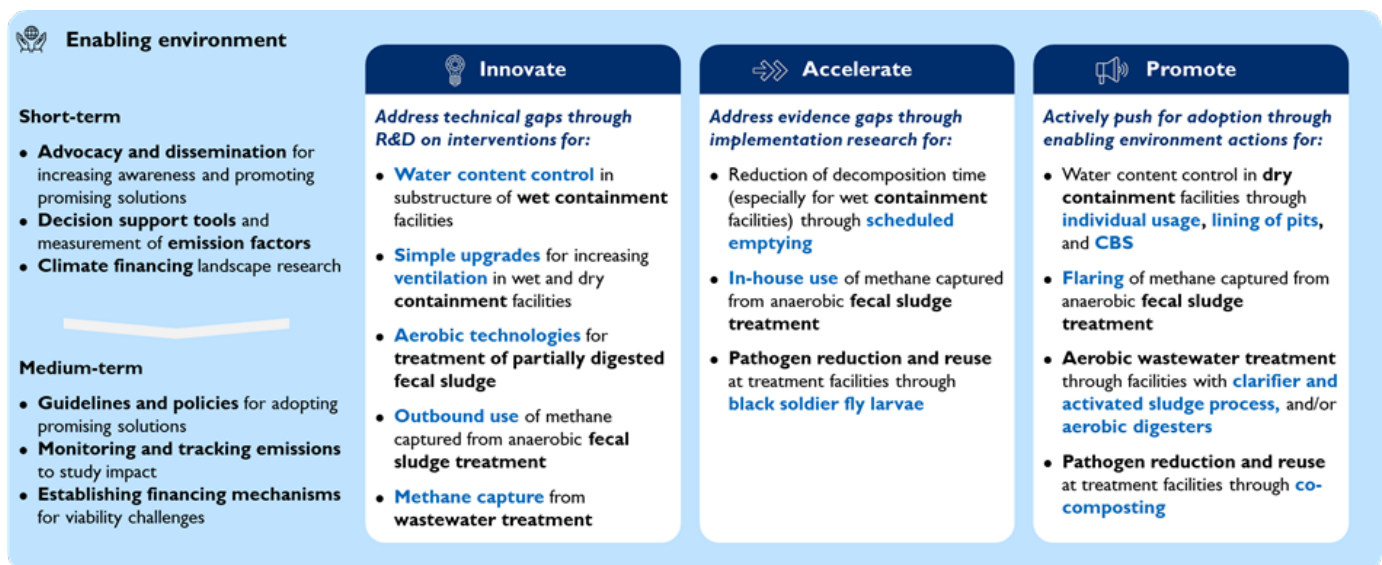 Enabling environment
Short-term
• Advocacy and dissemination for
increasing awareness and promoting
promising solutions
• Decision support tools and
measurement of emission factors
• Climate financing landscape research
Medium-term
• Guidelines and policies for adopting
promising solutions
• Monitoring and tracking emissions
to study impact
• Establishing financing mechanisms
for viability challenges
Innovate
Address technical gaps through
R&D on interventions for:
• Water content control in
substructure of wet containment
facilities
• Simple upgrades for increasing
ventilation in wet and dry
containment facilities
• Aerobic technologies for
treatment of partially digested
fecal sludge
• Outbound use of methane
captured from anaerobic fecal
sludge treatment
• Methane capture from
wastewater treatment
Accelerate
Address evidence gaps through
implementation research for:
• Reduction of decomposition time
(especially for wet containment
facilities) through scheduled
emptying
• In-house use of methane captured
from anaerobic fecal sludge
treatment
• Pathogen reduction and reuse
at treatment facilities through
black soldier fly larvae
Promote
Actively push for adoption through
enabling environment actions for:
• Water content control in dry
containment facilities through
individual usage, lining of pits,
and CBS
• Flaring of methane captured from
anaerobic fecal sludge
treatment
• Aerobic wastewater treatment
through facilities with clarifier and
activated sludge process, and/or
aerobic digesters
• Pathogen reduction and reuse
at treatment facilities through co-
composting